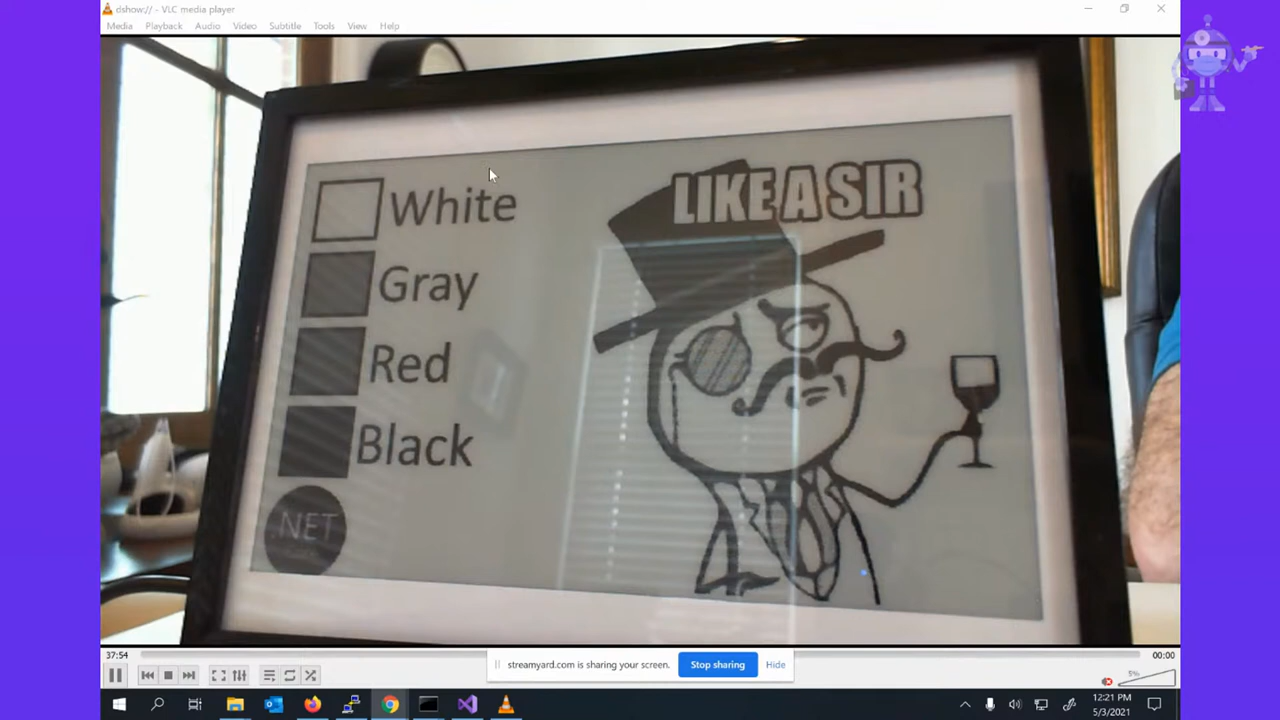 dshow:// - VLC media player
Media Playback Audio Video Subtitle Tools View Help
White
LIKE A SIR
Gray
Red
Black
.NET
37:54
00:00
streamyard.com is sharing your screen.
Stop sharing
Hide
5%
12:21 PM
5/3/2021